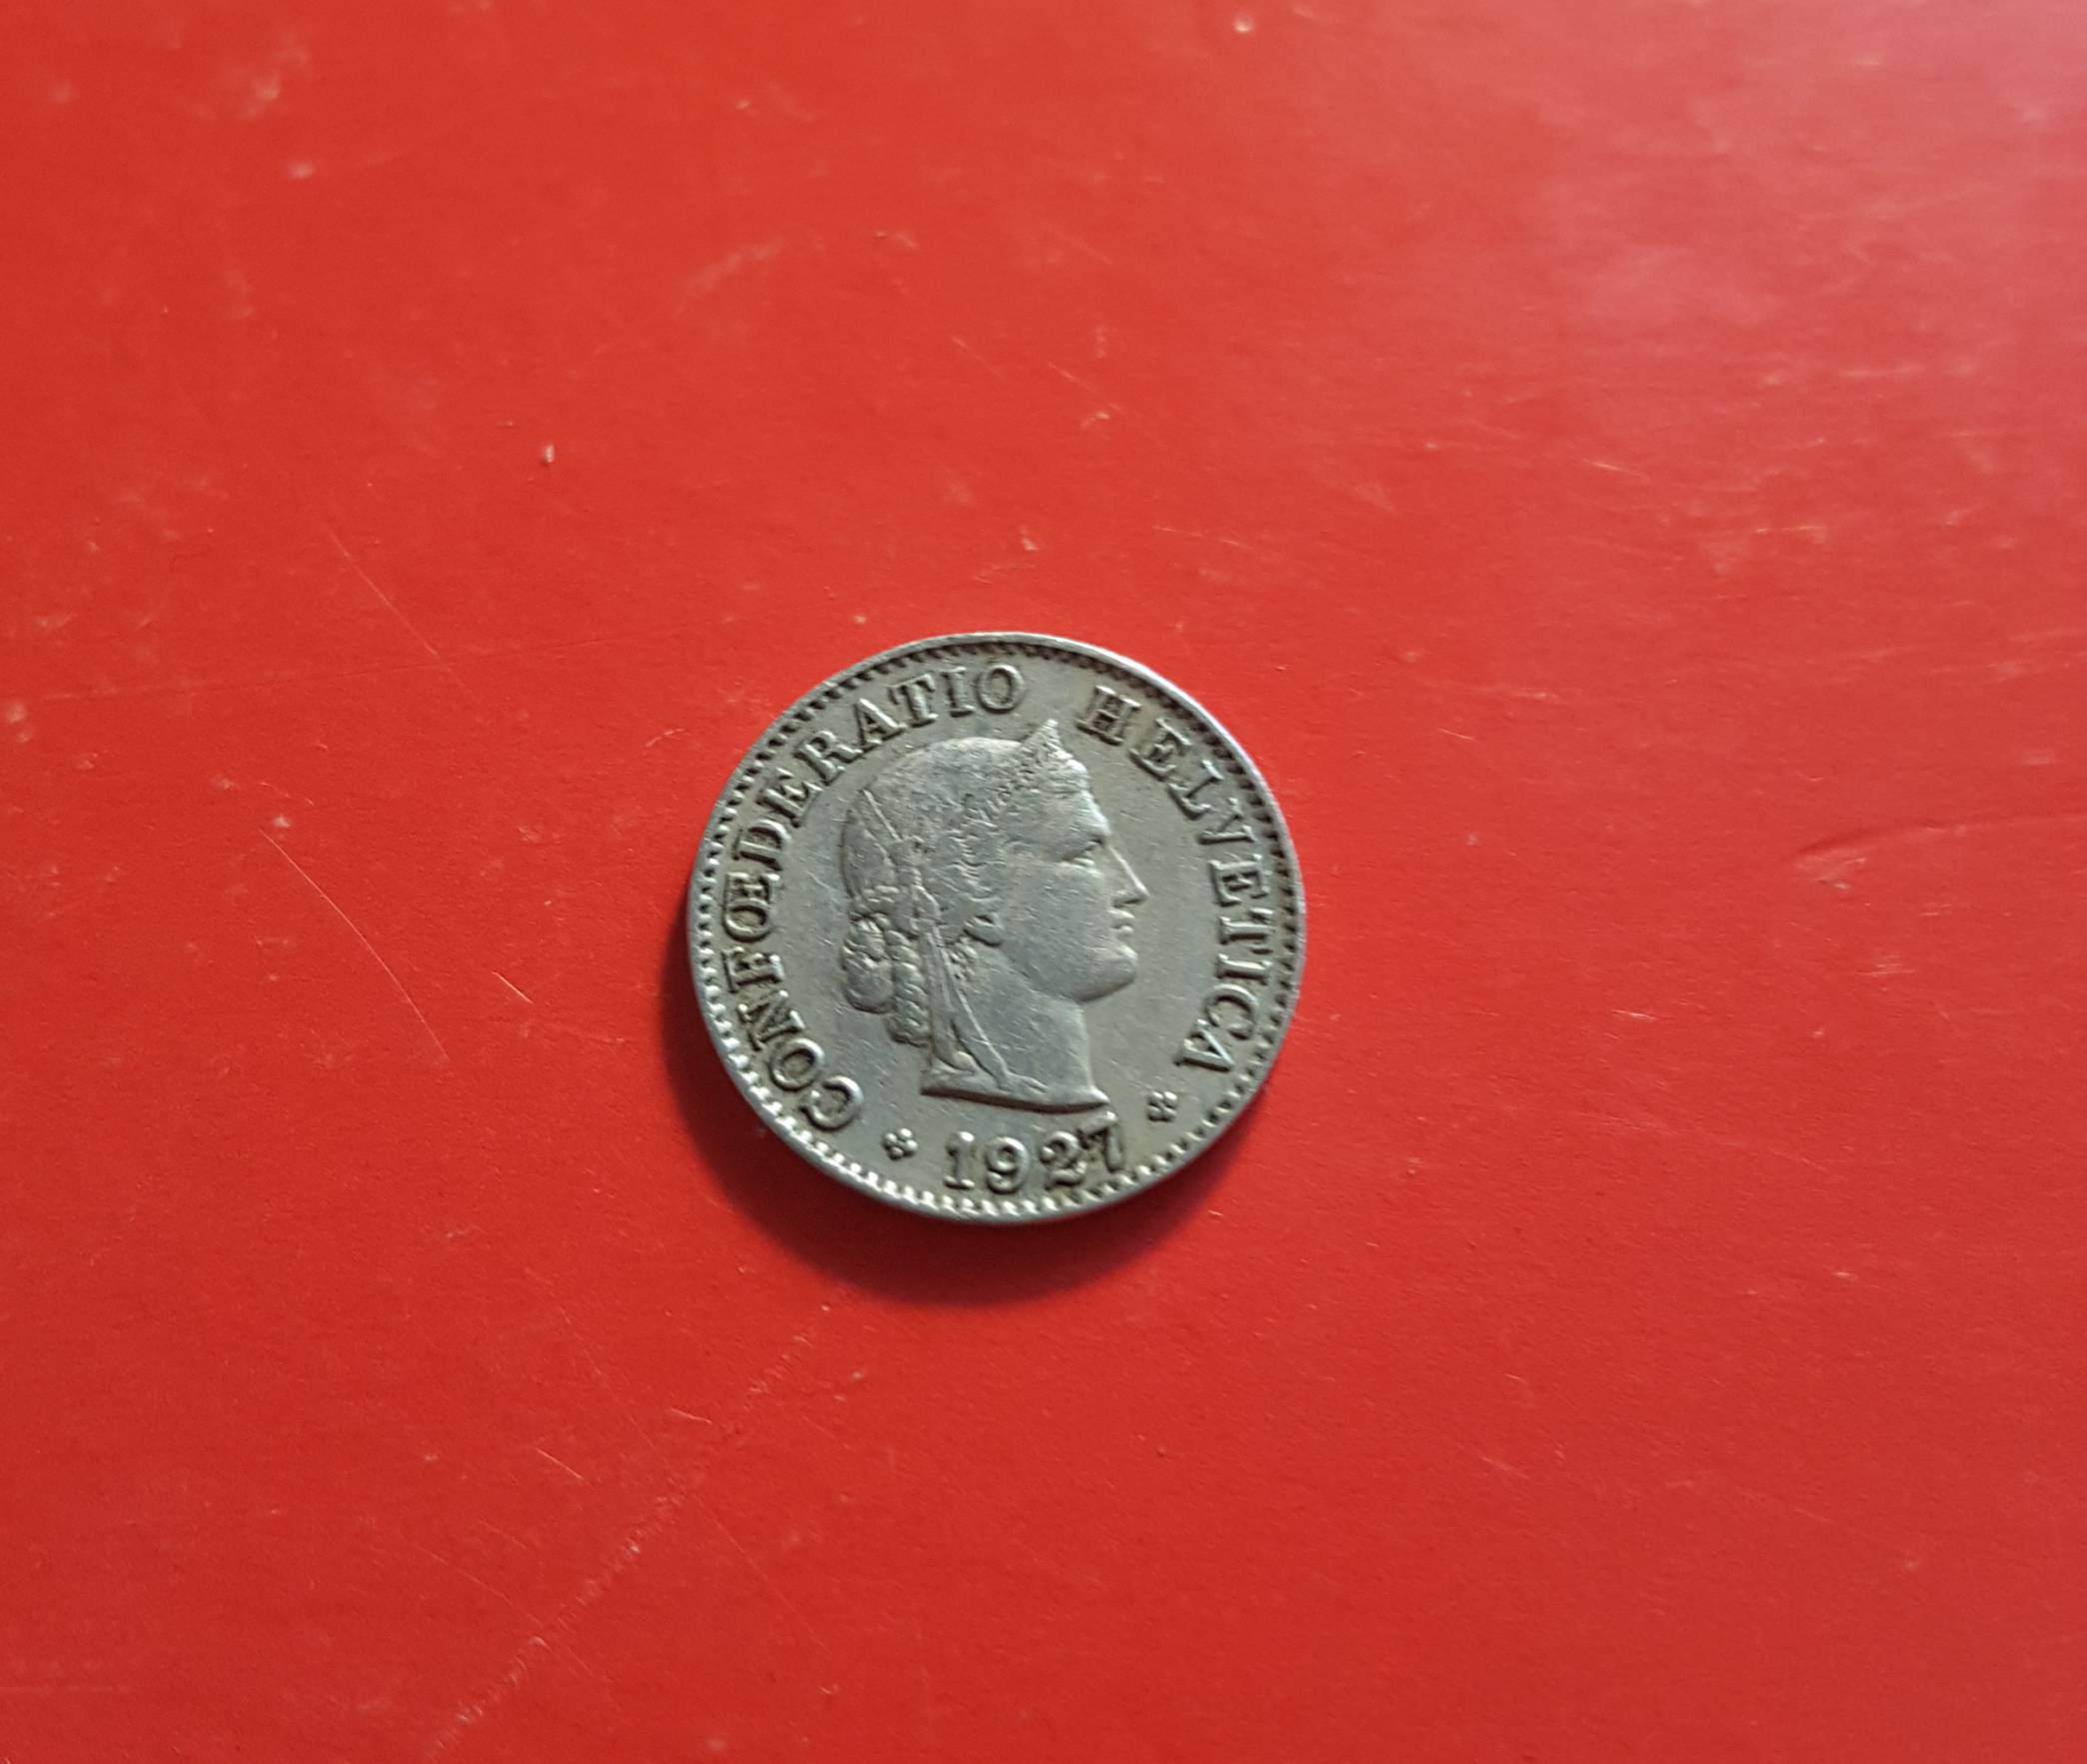 CONFŒDERATIO HELVETICA
1927